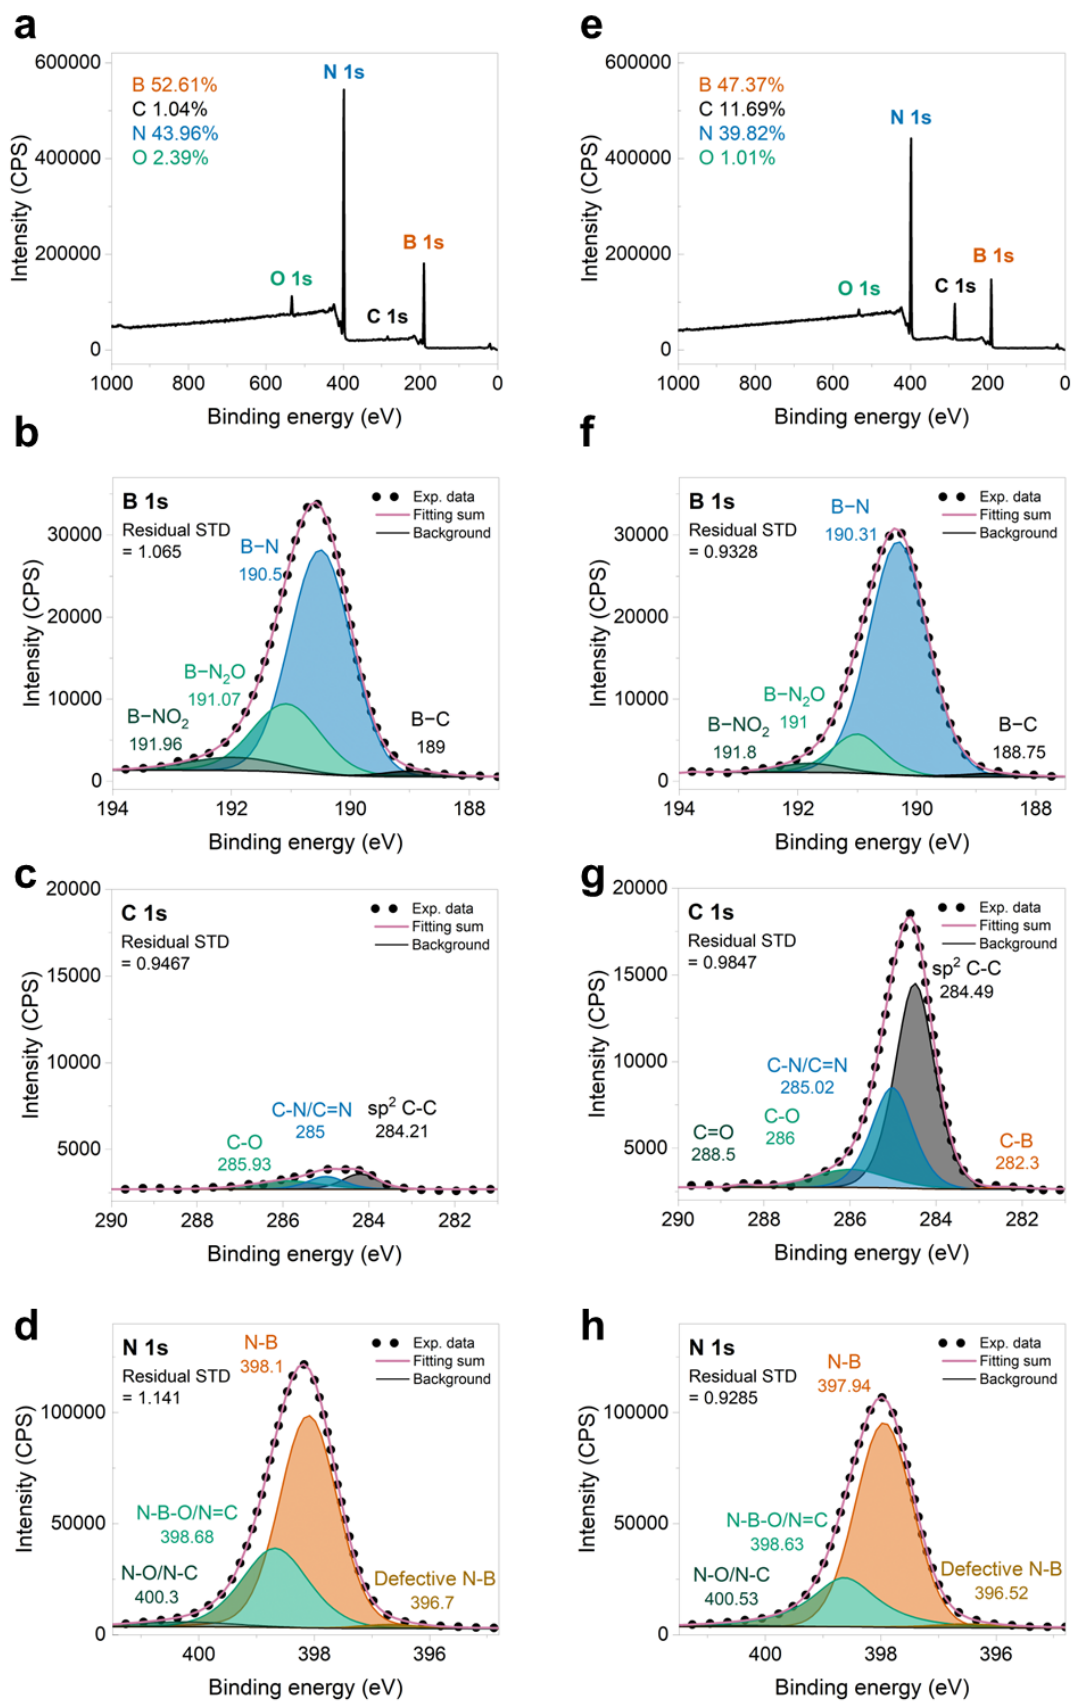 a
600000
400000
200000
0
Intensity (CPS)
B 52.61%
C 1.04%
N 43.96%
O 2.39%
N 1s
B 1s
O 1s
C 1s
1000 800 600 400 200 0
Binding energy (eV)
e
600000
400000
200000
0
Intensity (CPS)
B 47.37%
C 11.69%
N 39.82%
O 1.01%
N 1s
B 1s
C 1s
O 1s
1000 800 600 400 200 0
Binding energy (eV)
b
30000
20000
10000
0
Intensity (CPS)
B 1s
Residual STD
= 1.065
Exp. data
Fitting sum
Background
B−N
190.5
B−N₂O
191.07
B−NO₂
191.96
B−C
189
194 192 190 188
Binding energy (eV)
f
30000
20000
10000
0
Intensity (CPS)
B 1s
Residual STD
= 0.9328
Exp. data
Fitting sum
Background
B−N
190.31
B−N₂O
191
B−NO₂
191.8
B−C
188.75
194 192 190 188
Binding energy (eV)
c
20000
15000
10000
5000
Intensity (CPS)
C 1s
Residual STD
= 0.9467
Exp. data
Fitting sum
Background
C-N/C=N
285
sp² C-C
284.21
C-O
285.93
290 288 286 284 282
Binding energy (eV)
g
20000
15000
10000
5000
Intensity (CPS)
C 1s
Residual STD
= 0.9847
Exp. data
Fitting sum
Background
sp² C-C
284.49
C-N/C=N
285.02
C-O
286
C=O
288.5
C-B
282.3
290 288 286 284 282
Binding energy (eV)
d
100000
50000
0
Intensity (CPS)
N 1s
Residual STD
= 1.141
Exp. data
Fitting sum
Background
N-B
398.1
N-B-O/N=C
398.68
N-O/N-C
400.3
Defective N-B
396.7
400 398 396
Binding energy (eV)
h
100000
50000
0
Intensity (CPS)
N 1s
Residual STD
= 0.9285
Exp. data
Fitting sum
Background
N-B
397.94
N-B-O/N=C
398.63
N-O/N-C
400.53
Defective N-B
396.52
400 398 396
Binding energy (eV)